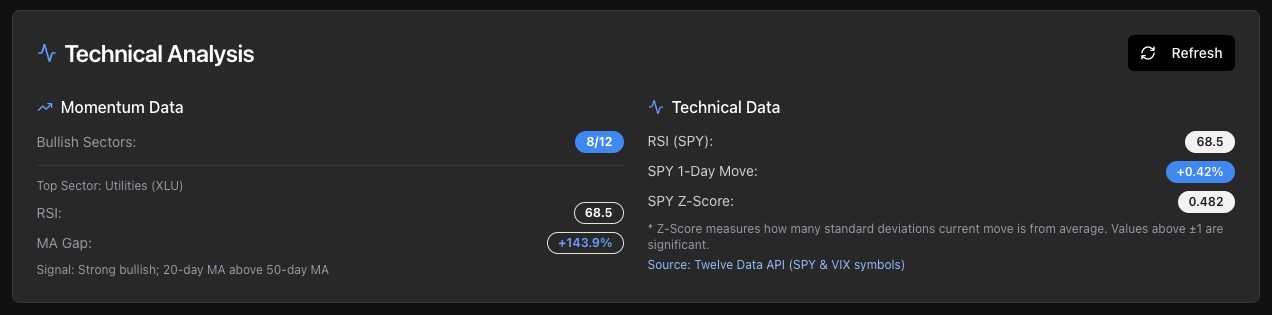 Technical Analysis
Refresh
Momentum Data
Bullish Sectors: 8/12
Top Sector: Utilities (XLU)
RSI: 68.5
MA Gap: +143.9%
Signal: Strong bullish; 20-day MA above 50-day MA
Technical Data
RSI (SPY): 68.5
SPY 1-Day Move: +0.42%
SPY Z-Score: 0.482
* Z-Score measures how many standard deviations current move is from average. Values above ±1 are
significant.
Source: Twelve Data API (SPY & VIX symbols)